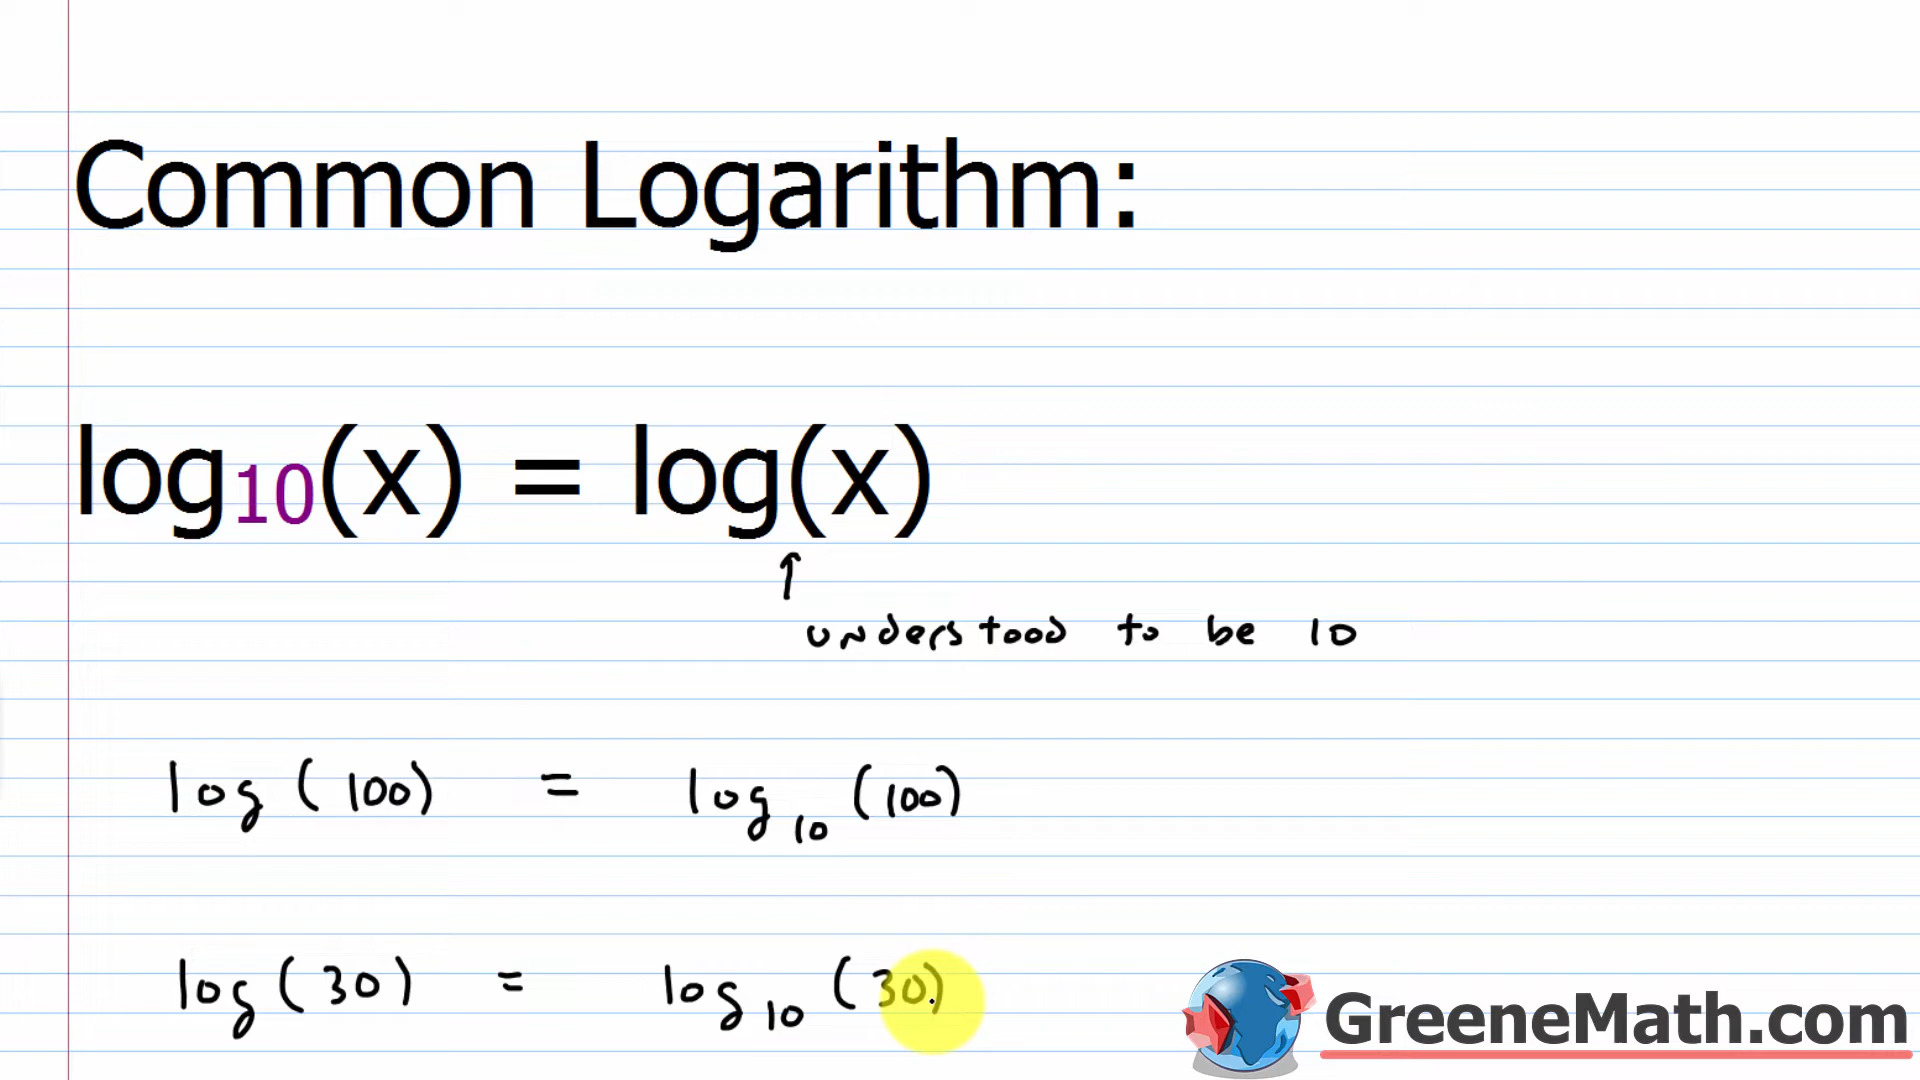 Common Logarithm:
log₁₀(x) = log(x)
↑
understood to be 10
log (100) = log₁₀ (100)
log (30) = log₁₀ (30)
GreeneMath.com